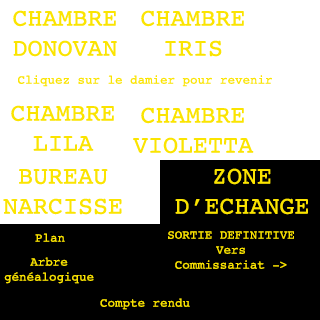 CHAMBRE
DONOVAN
CHAMBRE
IRIS
Cliquez sur le damier pour revenir
CHAMBRE
LILA
CHAMBRE
VIOLETTA
BUREAU
NARCISSE
ZONE
D’ECHANGE
Plan
Arbre
généalogique
SORTIE DEFINITIVE
Vers
Commissariat ->
Compte rendu